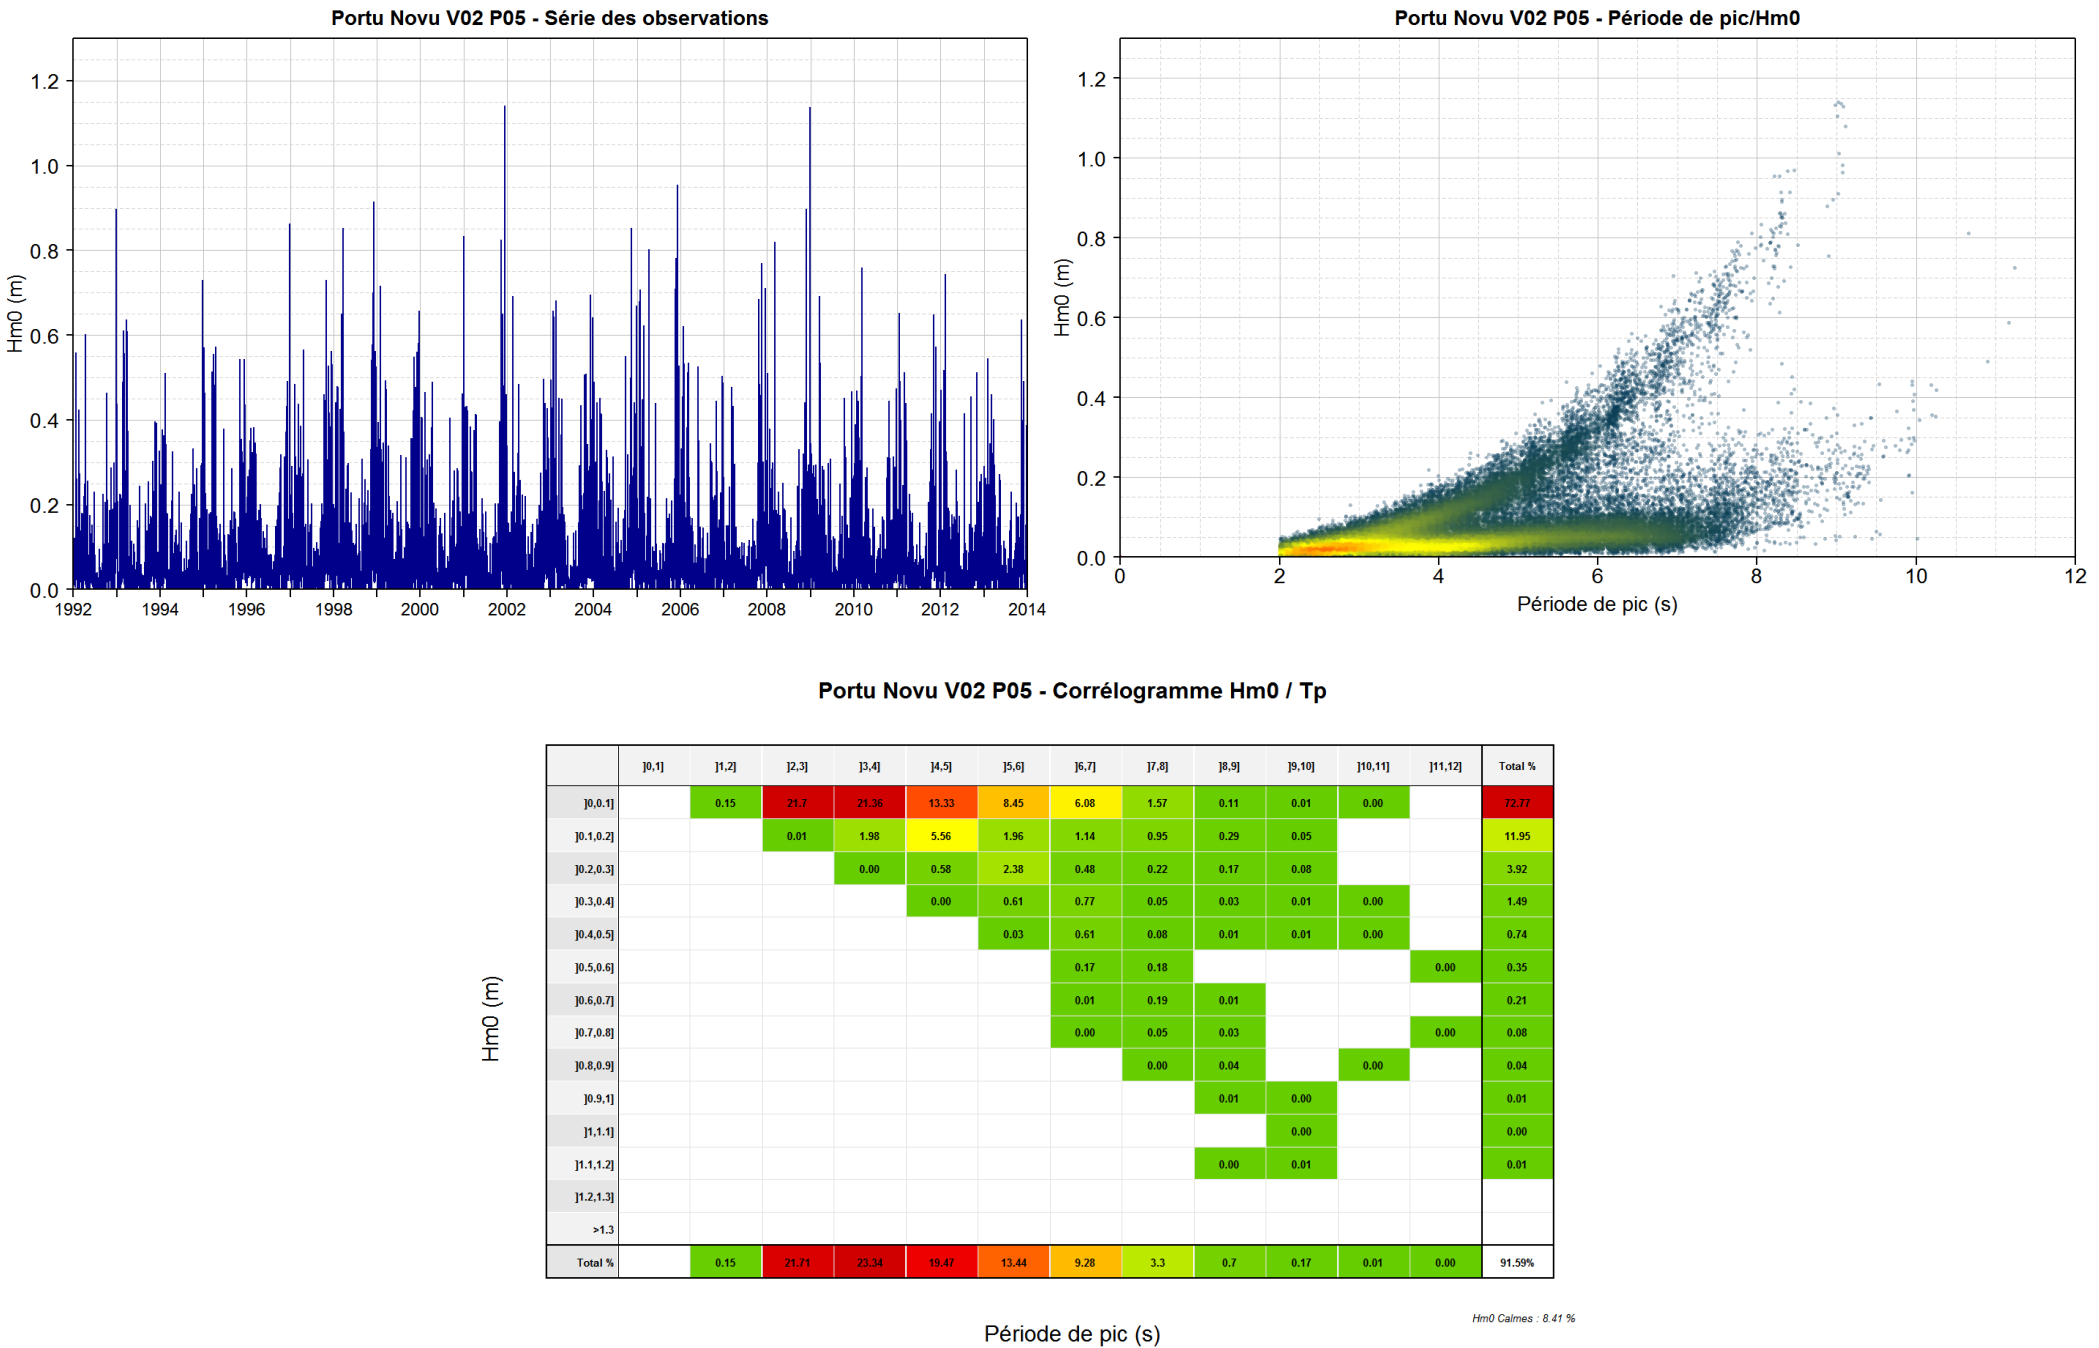 Portu Novu V02 P05 - Série des observations
Hm0 (m)
1.2
1.0
0.8
0.6
0.4
0.2
0.0
1992 1994 1996 1998 2000 2002 2004 2006 2008 2010 2012 2014
Portu Novu V02 P05 - Période de pic/Hm0
Hm0 (m)
1.2
1.0
0.8
0.6
0.4
0.2
0.0
0 2 4 6 8 10 12
Période de pic (s)
Portu Novu V02 P05 - Corrélogramme Hm0 / Tp
Hm0 (m)
]0,1] ]1,2] ]2,3] ]3,4] ]4,5] ]5,6] ]6,7] ]7,8] ]8,9] ]9,10] ]10,11] ]11,12] Total %
]0,0.1] 0.15 21.7 21.36 13.33 8.45 6.08 1.57 0.11 0.01 0.00 72.77
]0.1,0.2] 0.01 1.98 5.56 1.96 1.14 0.95 0.29 0.05 11.95
]0.2,0.3] 0.00 0.58 2.38 0.48 0.22 0.17 0.08 3.92
]0.3,0.4] 0.00 0.61 0.77 0.05 0.03 0.01 0.00 1.49
]0.4,0.5] 0.03 0.61 0.08 0.01 0.01 0.00 0.74
]0.5,0.6] 0.17 0.18 0.00 0.35
]0.6,0.7] 0.01 0.19 0.01 0.21
]0.7,0.8] 0.00 0.05 0.03 0.00 0.08
]0.8,0.9] 0.00 0.04 0.00 0.04
]0.9,1] 0.01 0.00 0.01
]1,1.1] 0.00 0.00
]1.1,1.2] 0.00 0.01 0.01
]1.2,1.3]
>1.3
Total % 0.15 21.71 23.34 19.47 13.44 9.28 3.3 0.7 0.17 0.01 0.00 91.59%
Hm0 Calmes : 8.41 %
Période de pic (s)